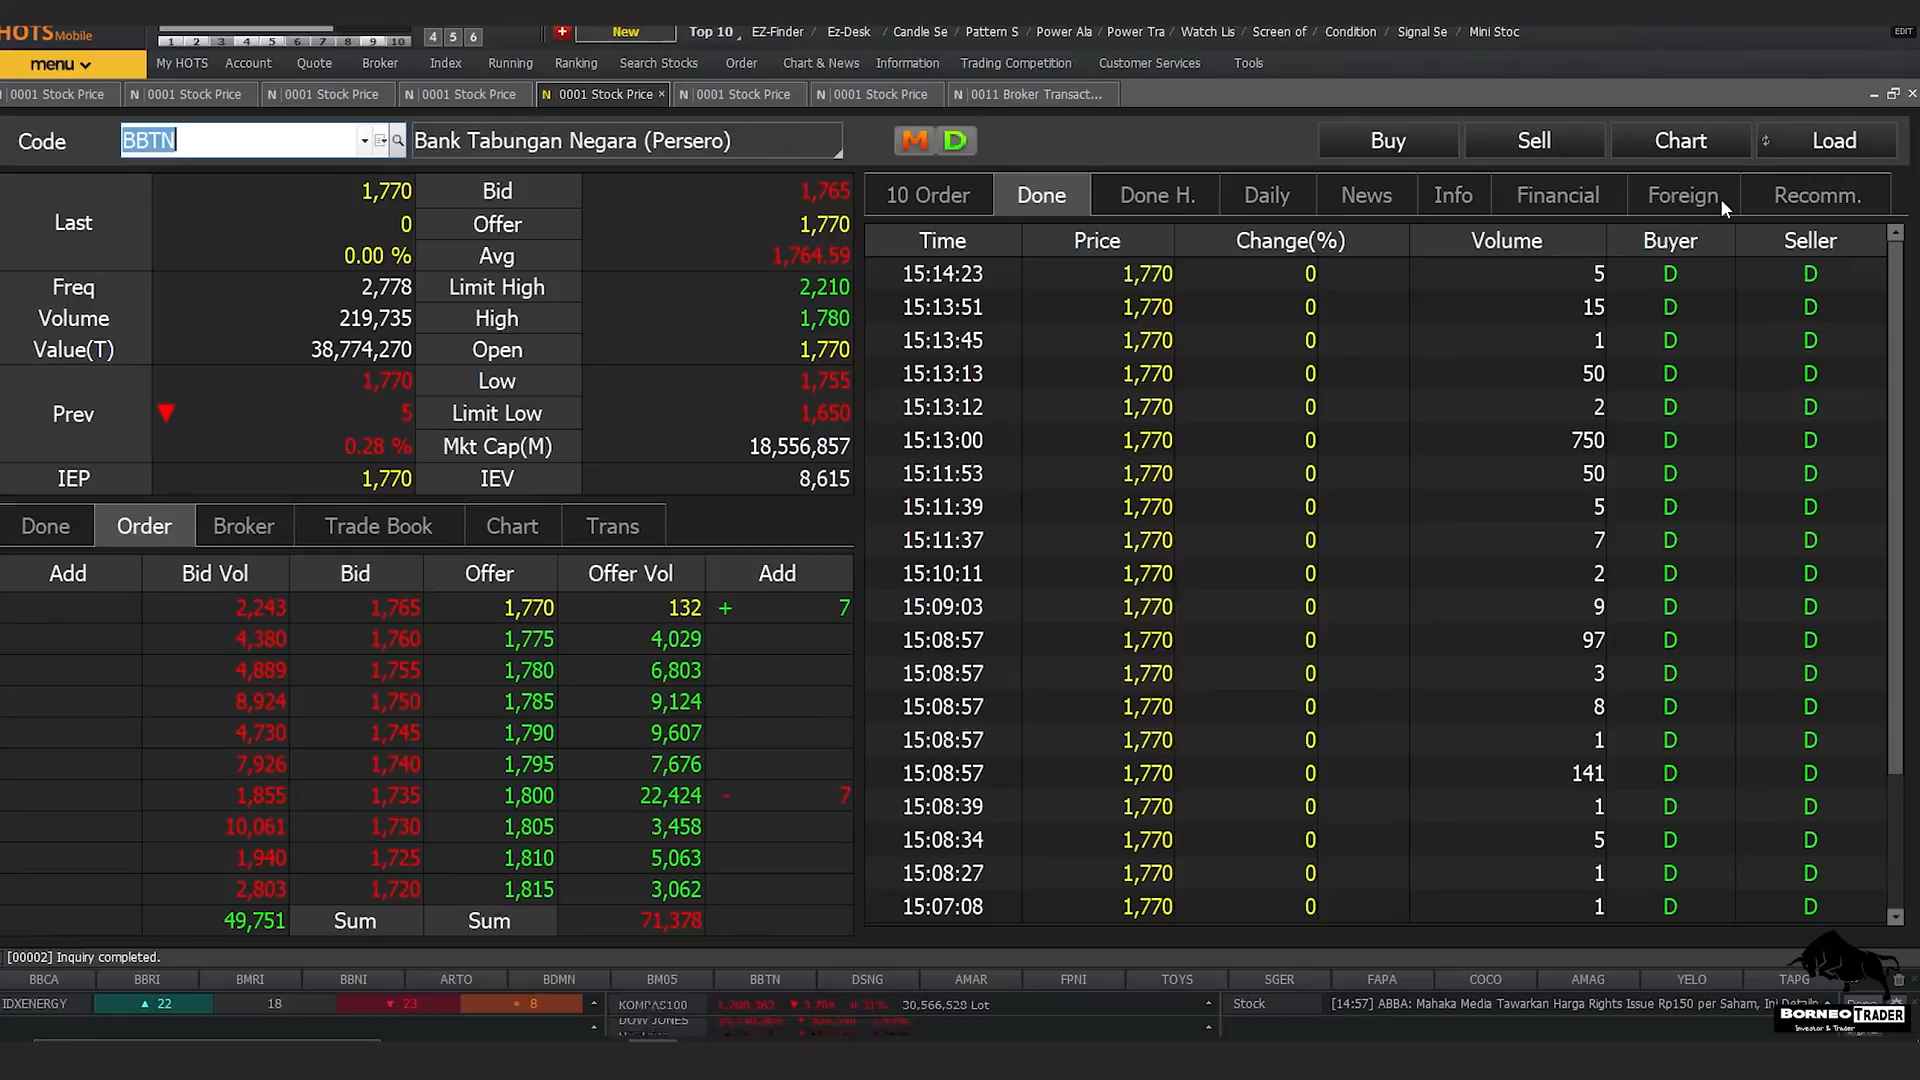 HOTS Mobile 1 2 3 4 5 6 7 8 9 10 4 5 6 New Top 10 EZ-Finder EZ-Desk Candle Se Pattern S Power Ala Power Tra Watch Lis Screen of Condition Signal Se Mini Stoc EDIT
menu My HOTS Account Quote Broker Index Running Ranking Search Stocks Order Chart & News Information Trading Competition Customer Services Tools
0001 Stock Price N 0001 Stock Price N 0001 Stock Price N 0001 Stock Price N 0001 Stock Price × N 0001 Stock Price N 0001 Stock Price N 0011 Broker Transact...
Code BBTN Bank Tabungan Negara (Persero) M D Buy Sell Chart Load
Last 1,770 Bid 1,765
0 Offer 1,770
0.00 % Avg 1,764.59
Freq 2,778 Limit High 2,210
Volume 219,735 High 1,780
Value(T) 38,774,270 Open 1,770
Prev ▼ 1,770 Low 1,755
5 Limit Low 1,650
0.28 % Mkt Cap(M) 18,556,857
IEP 1,770 IEV 8,615
Done Order Broker Trade Book Chart Trans
Add Bid Vol Bid Offer Offer Vol Add
2,243 1,765 1,770 132 + 7
4,380 1,760 1,775 4,029
4,889 1,755 1,780 6,803
8,924 1,750 1,785 9,124
4,730 1,745 1,790 9,607
7,926 1,740 1,795 7,676
1,855 1,735 1,800 22,424 - 7
10,061 1,730 1,805 3,458
1,940 1,725 1,810 5,063
2,803 1,720 1,815 3,062
49,751 Sum Sum 71,378
10 Order Done Done H. Daily News Info Financial Foreign Recomm.
Time Price Change(%) Volume Buyer Seller
15:14:23 1,770 0 5 D D
15:13:51 1,770 0 15 D D
15:13:45 1,770 0 1 D D
15:13:13 1,770 0 50 D D
15:13:12 1,770 0 2 D D
15:13:00 1,770 0 750 D D
15:11:53 1,770 0 50 D D
15:11:39 1,770 0 5 D D
15:11:37 1,770 0 7 D D
15:10:11 1,770 0 2 D D
15:09:03 1,770 0 9 D D
15:08:57 1,770 0 97 D D
15:08:57 1,770 0 3 D D
15:08:57 1,770 0 8 D D
15:08:57 1,770 0 1 D D
15:08:57 1,770 0 141 D D
15:08:39 1,770 0 1 D D
15:08:34 1,770 0 5 D D
15:08:27 1,770 0 1 D D
15:07:08 1,770 0 1 D D
[00002] Inquiry completed.
BBCA BBRI BMRI BBNI ARTO BDMN BM05 BBTN DSNG AMAR FPNI TOYS SGER FAPA COCO AMAG YELO TAPG
IDXENERGY ▲ 22 18 ▼ 23 8 KOMPAS100 30,566,528 Lot Stock [14:57] ABBA: Mahaka Media Tawarkan Harga Rights Issue Rp150 per Saham,
DOW JONES
BORNEO TRADER
Investor & Trader